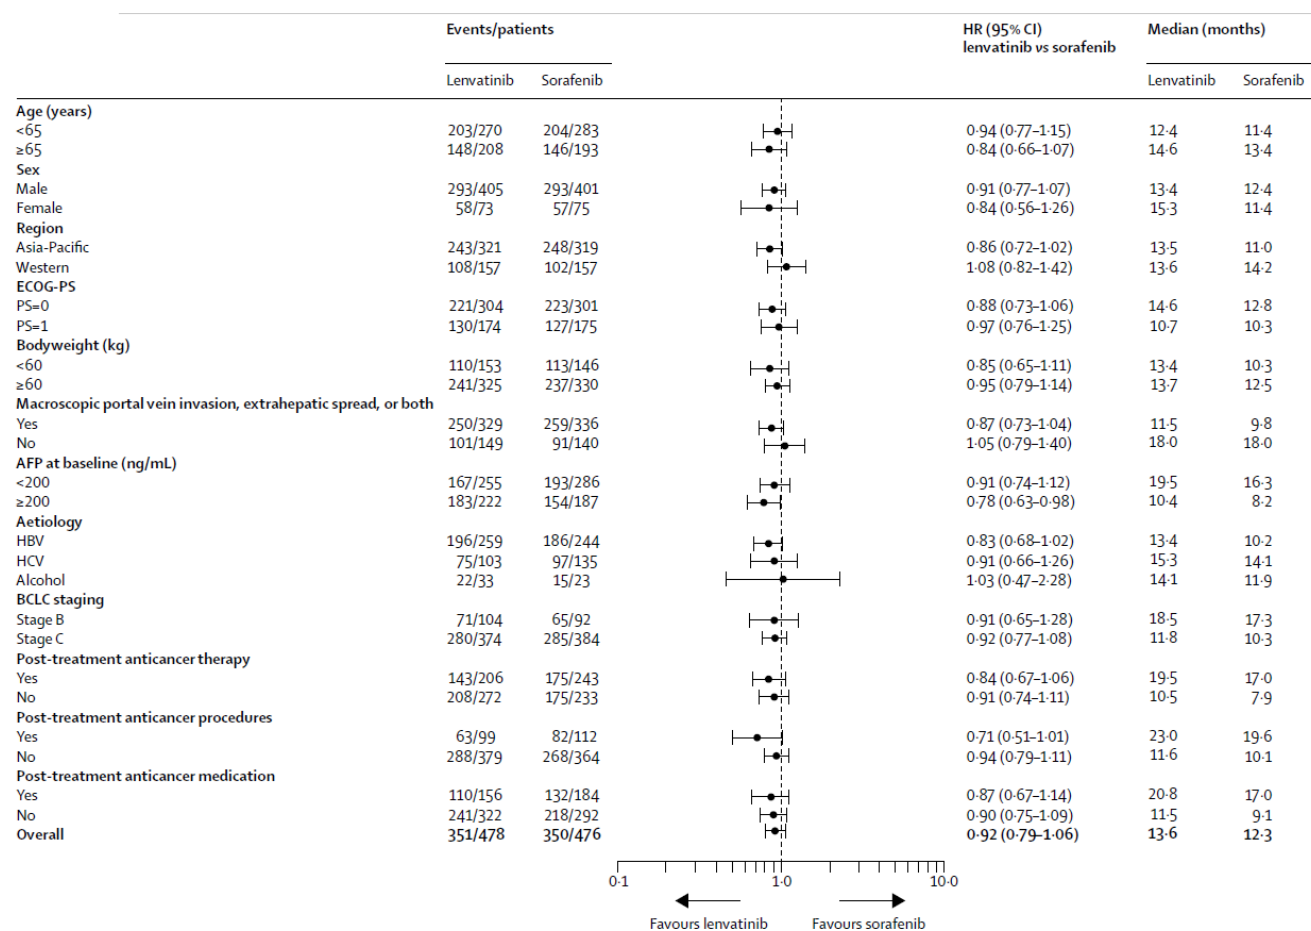 Events/patients HR (95% CI) Median (months)
lenvatinib vs sorafenib
Lenvatinib Sorafenib Lenvatinib Sorafenib
Age (years)
<65 203/270 204/283 0·94 (0·77–1·15) 12·4 11·4
≥65 148/208 146/193 0·84 (0·66–1·07) 14·6 13·4
Sex
Male 293/405 293/401 0·91 (0·77–1·07) 13·4 12·4
Female 58/73 57/75 0·84 (0·56–1·26) 15·3 11·4
Region
Asia-Pacific 243/321 248/319 0·86 (0·72–1·02) 13·5 11·0
Western 108/157 102/157 1·08 (0·82–1·42) 13·6 14·2
ECOG-PS
PS=0 221/304 223/301 0·88 (0·73–1·06) 14·6 12·8
PS=1 130/174 127/175 0·97 (0·76–1·25) 10·7 10·3
Bodyweight (kg)
<60 110/153 113/146 0·85 (0·65–1·11) 13·4 10·3
≥60 241/325 237/330 0·95 (0·79–1·14) 13·7 12·5
Macroscopic portal vein invasion, extrahepatic spread, or both
Yes 250/329 259/336 0·87 (0·73–1·04) 11·5 9·8
No 101/149 91/140 1·05 (0·79–1·40) 18·0 18·0
AFP at baseline (ng/mL)
<200 167/255 193/286 0·91 (0·74–1·12) 19·5 16·3
≥200 183/222 154/187 0·78 (0·63–0·98) 10·4 8·2
Aetiology
HBV 196/259 186/244 0·83 (0·68–1·02) 13·4 10·2
HCV 75/103 97/135 0·91 (0·66–1·26) 15·3 14·1
Alcohol 22/33 15/23 1·03 (0·47–2·28) 14·1 11·9
BCLC staging
Stage B 71/104 65/92 0·91 (0·65–1·28) 18·5 17·3
Stage C 280/374 285/384 0·92 (0·77–1·08) 11·8 10·3
Post-treatment anticancer therapy
Yes 143/206 175/243 0·84 (0·67–1·06) 19·5 17·0
No 208/272 175/233 0·91 (0·74–1·11) 10·5 7·9
Post-treatment anticancer procedures
Yes 63/99 82/112 0·71 (0·51–1·01) 23·0 19·6
No 288/379 268/364 0·94 (0·79–1·11) 11·6 10·1
Post-treatment anticancer medication
Yes 110/156 132/184 0·87 (0·67–1·14) 20·8 17·0
No 241/322 218/292 0·90 (0·75–1·09) 11·5 9·1
Overall 351/478 350/476 0·92 (0·79–1·06) 13·6 12·3
0·1 1·0 10·0
Favours lenvatinib Favours sorafenib